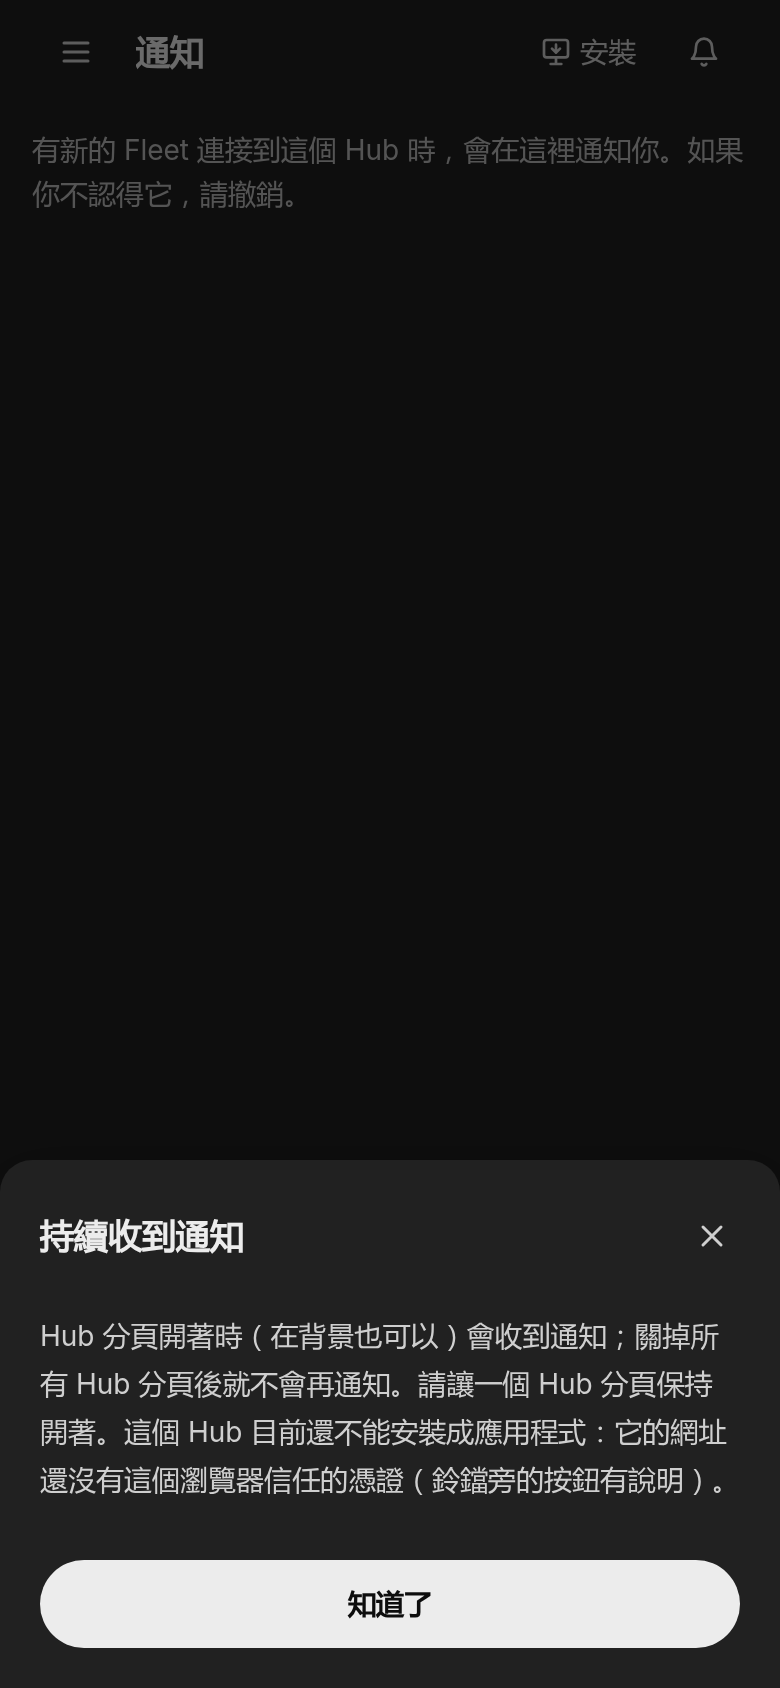 通知
安裝
有新的 Fleet 連接到這個 Hub 時，會在這裡通知你。如果
你不認得它，請撤銷。
持續收到通知
Hub 分頁開著時（在背景也可以）會收到通知；關掉所
有 Hub 分頁後就不會再通知。請讓一個 Hub 分頁保持
開著。這個 Hub 目前還不能安裝成應用程式：它的網址
還沒有這個瀏覽器信任的憑證（鈴鐺旁的按鈕有說明）。
知道了